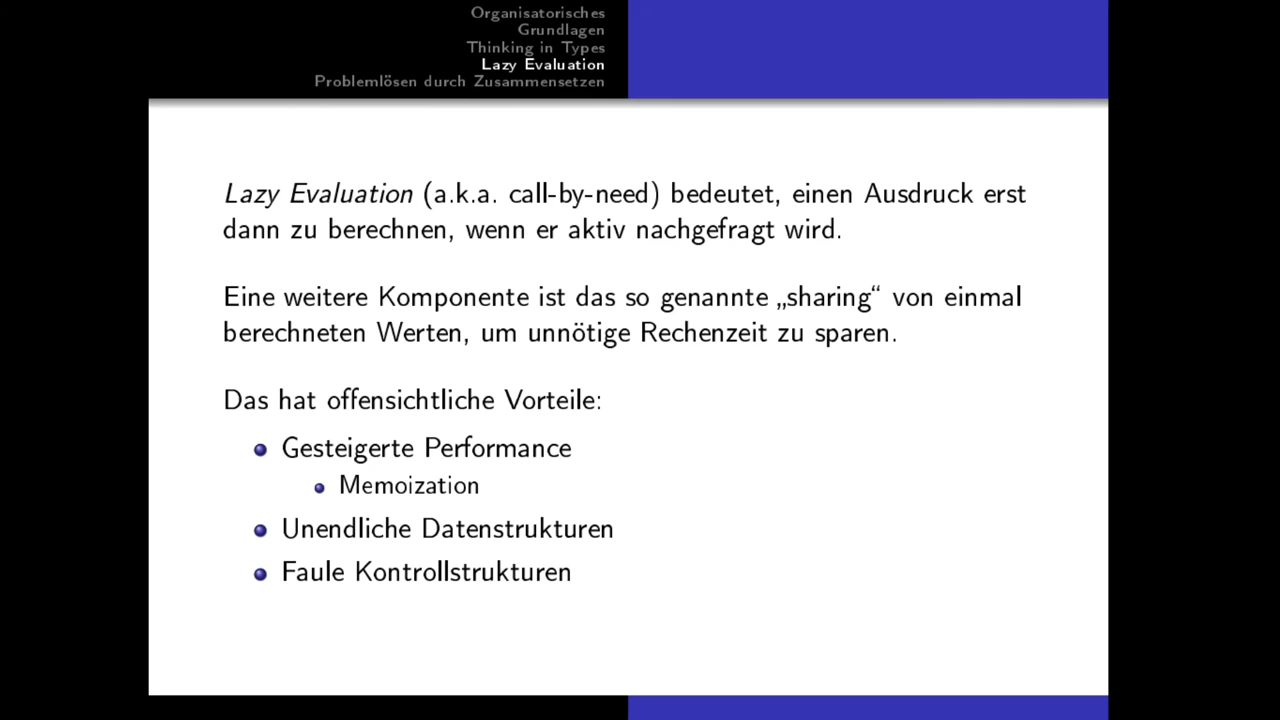 Organisatorisches
Grundlagen
Thinking in Types
Lazy Evaluation
Problemlösen durch Zusammensetzen
Lazy Evaluation (a.k.a. call-by-need) bedeutet, einen Ausdruck erst
dann zu berechnen, wenn er aktiv nachgefragt wird.
Eine weitere Komponente ist das so genannte „sharing“ von einmal
berechneten Werten, um unnötige Rechenzeit zu sparen.
Das hat offensichtliche Vorteile:
Gesteigerte Performance
Memoization
Unendliche Datenstrukturen
Faule Kontrollstrukturen